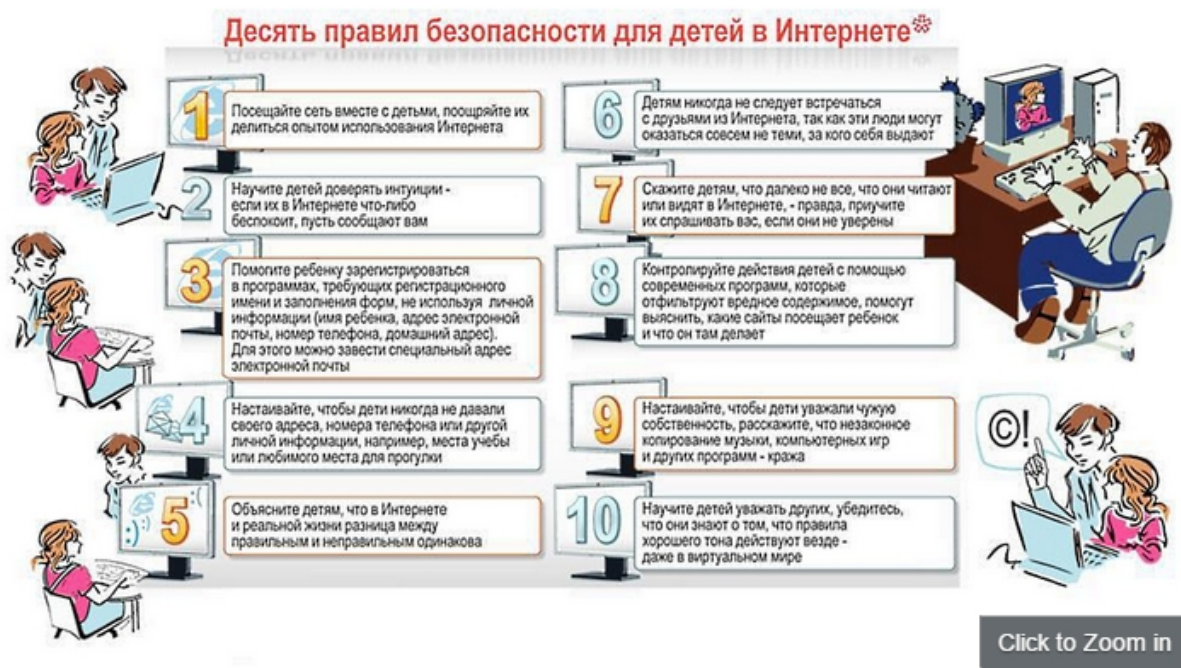 Десять правил безопасности для детей в Интернете*
1
Посещайте сеть вместе с детьми, поощряйте их
делиться опытом использования Интернета
2
Научите детей доверять интуиции -
если их в Интернете что-либо
беспокоит, пусть сообщают вам
3
Помогите ребенку зарегистрироваться
в программах, требующих регистрационного
имени и заполнения форм, не используя личной
информации (имя ребенка, адрес электронной
почты, номер телефона, домашний адрес).
Для этого можно завести специальный адрес
электронной почты
4
Настаивайте, чтобы дети никогда не давали
своего адреса, номера телефона или другой
личной информации, например, места учебы
или любимого места для прогулки
5
:(
:)
Объясните детям, что в Интернете
и реальной жизни разница между
правильным и неправильным одинакова
6
Детям никогда не следует встречаться
с друзьями из Интернета, так как эти люди могут
оказаться совсем не теми, за кого себя выдают
7
Скажите детям, что далеко не все, что они читают
или видят в Интернете, - правда, приучите
их спрашивать вас, если они не уверены
8
Контролируйте действия детей с помощью
современных программ, которые
отфильтруют вредное содержимое, помогут
выяснить, какие сайты посещает ребенок
и что он там делает
9
Настаивайте, чтобы дети уважали чужую
собственность, расскажите, что незаконное
копирование музыки, компьютерных игр
и других программ - кража
10
Научите детей уважать других, убедитесь,
что они знают о том, что правила
хорошего тона действуют везде -
даже в виртуальном мире
©!
Click to Zoom in